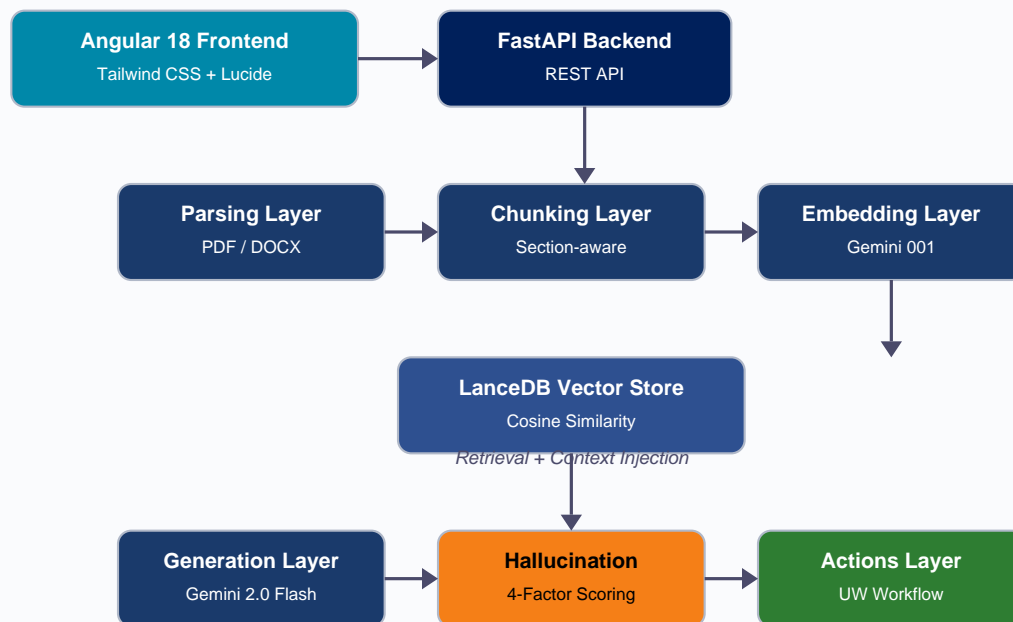 Angular 18 Frontend
Tailwind CSS + Lucide
FastAPI Backend
REST API
Parsing Layer
PDF / DOCX
Chunking Layer
Section-aware
Embedding Layer
Gemini 001
LanceDB Vector Store
Cosine Similarity
Retrieval + Context Injection
Generation Layer
Gemini 2.0 Flash
Hallucination
4-Factor Scoring
Actions Layer
UW Workflow